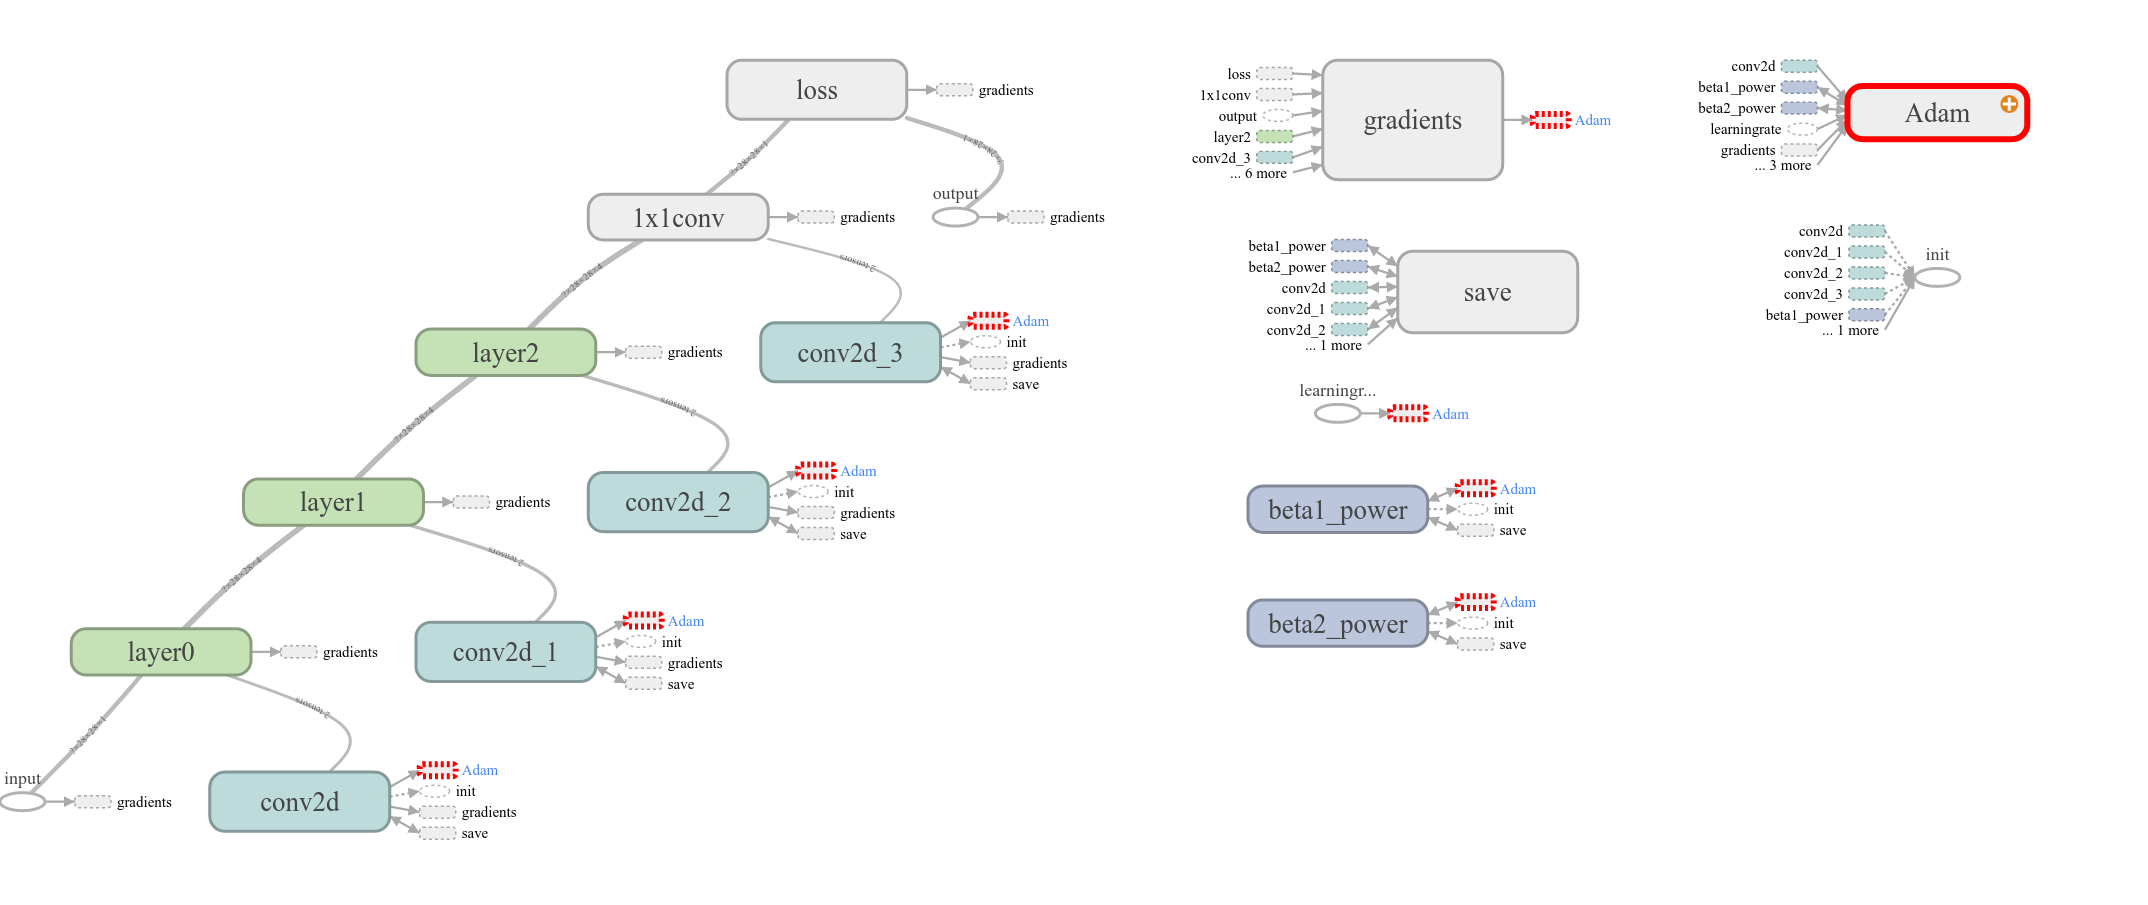 loss
gradients
?×28×28×1
?×28×28×1
output
gradients
1x1conv
gradients
?×28×28×4
2 tensors
layer2
gradients
conv2d_3
Adam
init
gradients
save
?×28×28×4
2 tensors
layer1
gradients
conv2d_2
Adam
init
gradients
save
?×28×28×4
2 tensors
layer0
gradients
conv2d_1
Adam
init
gradients
save
?×28×28×1
2 tensors
input
gradients
conv2d
Adam
init
gradients
save
loss
1x1conv
output
layer2
conv2d_3
... 6 more
gradients
Adam
beta1_power
beta2_power
conv2d
conv2d_1
conv2d_2
... 1 more
save
learningr...
Adam
beta1_power
Adam
init
save
beta2_power
Adam
init
save
conv2d
beta1_power
beta2_power
learningrate
gradients
... 3 more
Adam
conv2d
conv2d_1
conv2d_2
conv2d_3
beta1_power
... 1 more
init